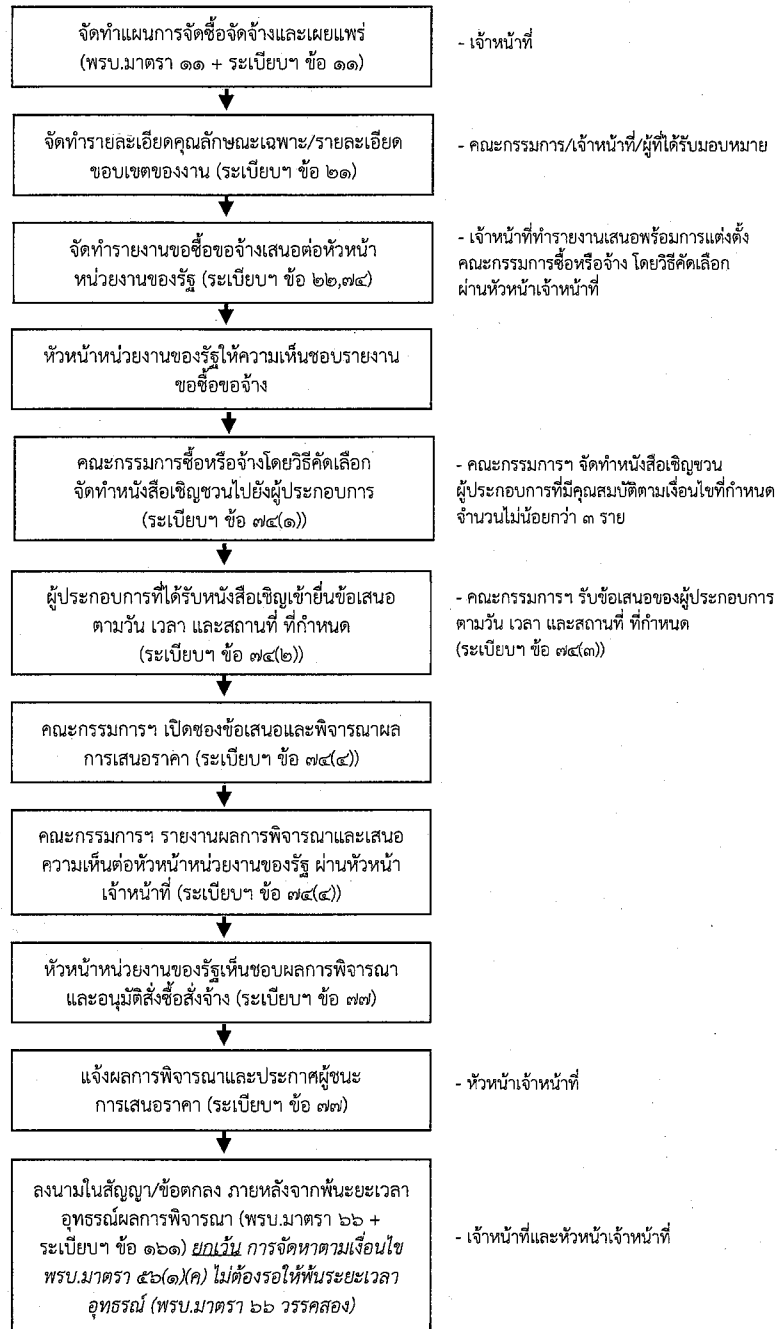 จัดทำแผนการจัดซื้อจัดจ้างและเผยแพร่
(พรบ.มาตรา ๑๑ + ระเบียบฯ ข้อ ๑๑)
- เจ้าหน้าที่
จัดทำรายละเอียดคุณลักษณะเฉพาะ/รายละเอียด
ขอบเขตของงาน (ระเบียบฯ ข้อ ๒๑)
- คณะกรรมการ/เจ้าหน้าที่/ผู้ที่ได้รับมอบหมาย
จัดทำรายงานขอซื้อขอจ้างเสนอต่อหัวหน้า
หน่วยงานของรัฐ (ระเบียบฯ ข้อ ๒๒,๗๔)
- เจ้าหน้าที่ทำรายงานเสนอพร้อมการแต่งตั้ง
คณะกรรมการซื้อหรือจ้าง โดยวิธีคัดเลือก
ผ่านหัวหน้าเจ้าหน้าที่
หัวหน้าหน่วยงานของรัฐให้ความเห็นชอบรายงาน
ขอซื้อขอจ้าง
คณะกรรมการซื้อหรือจ้างโดยวิธีคัดเลือก
จัดทำหนังสือเชิญชวนไปยังผู้ประกอบการ
(ระเบียบฯ ข้อ ๗๔(๑))
- คณะกรรมการฯ จัดทำหนังสือเชิญชวน
ผู้ประกอบการที่มีคุณสมบัติตามเงื่อนไขที่กำหนด
จำนวนไม่น้อยกว่า ๓ ราย
ผู้ประกอบการที่ได้รับหนังสือเชิญเข้ายื่นข้อเสนอ
ตามวัน เวลา และสถานที่ ที่กำหนด
(ระเบียบฯ ข้อ ๗๔(๒))
- คณะกรรมการฯ รับข้อเสนอของผู้ประกอบการ
ตามวัน เวลา และสถานที่ ที่กำหนด
(ระเบียบฯ ข้อ ๗๔(๓))
คณะกรรมการฯ เปิดซองข้อเสนอและพิจารณาผล
การเสนอราคา (ระเบียบฯ ข้อ ๗๔(๔))
คณะกรรมการฯ รายงานผลการพิจารณาและเสนอ
ความเห็นต่อหัวหน้าหน่วยงานของรัฐ ผ่านหัวหน้า
เจ้าหน้าที่ (ระเบียบฯ ข้อ ๗๔(๔))
หัวหน้าหน่วยงานของรัฐเห็นชอบผลการพิจารณา
และอนุมัติสั่งซื้อสั่งจ้าง (ระเบียบฯ ข้อ ๗๗)
แจ้งผลการพิจารณาและประกาศผู้ชนะ
การเสนอราคา (ระเบียบฯ ข้อ ๗๗)
- หัวหน้าเจ้าหน้าที่
ลงนามในสัญญา/ข้อตกลง ภายหลังจากพ้นะยะเวลา
อุทธรณ์ผลการพิจารณา (พรบ.มาตรา ๖๖ +
ระเบียบฯ ข้อ ๑๖๑) ยกเว้น การจัดหาตามเงื่อนไข
พรบ.มาตรา ๕๖(๑)(ค) ไม่ต้องรอให้พ้นระยะเวลา
อุทธรณ์ (พรบ.มาตรา ๖๖ วรรคสอง)
- เจ้าหน้าที่และหัวหน้าเจ้าหน้าที่